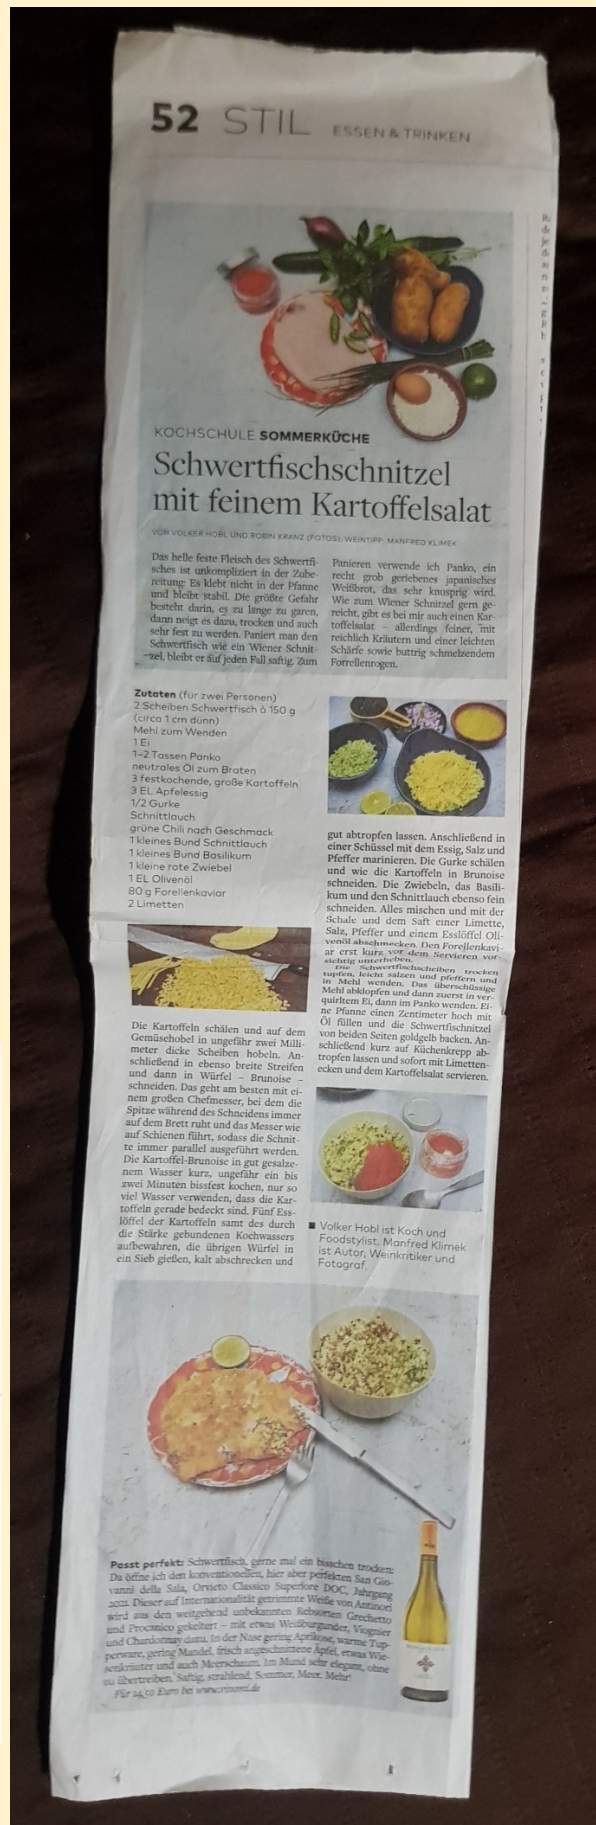 52 STIL ESSEN & TRINKEN
KOCHSCHULE SOMMERKÜCHE
Schwertfischschnitzel
mit feinem Kartoffelsalat
VON VOLKER HOBL UND ROBIN KRANZ (FOTOS); WEINTIPP: MANFRED KLIMEK
Das helle feste Fleisch des Schwertfi-
sches ist unkompliziert in der Zube-
reitung: Es klebt nicht in der Pfanne
und bleibt stabil. Die größte Gefahr
besteht darin, es zu lange zu garen,
dann neigt es dazu, trocken und auch
sehr fest zu werden. Paniert man den
Schwertfisch wie ein Wiener Schnit-
zel, bleibt er auf jeden Fall saftig. Zum
Panieren verwende ich Panko, ein
recht grob geriebenes japanisches
Weißbrot, das sehr knusprig wird.
Wie zum Wiener Schnitzel gern ge-
reicht, gibt es bei mir auch einen Kar-
toffelsalat – allerdings feiner, mit
reichlich Kräutern und einer leichten
Schärfe sowie buttrig schmelzendem
Forellenrogen.
Zutaten (für zwei Personen)
2 Scheiben Schwertfisch à 150 g
(circa 1 cm dünn)
Mehl zum Wenden
1 Ei
1–2 Tassen Panko
neutrales Öl zum Braten
3 festkochende, große Kartoffeln
3 EL Apfelessig
1/2 Gurke
Schnittlauch
grüne Chili nach Geschmack
1 kleines Bund Schnittlauch
1 kleines Bund Basilikum
1 kleine rote Zwiebel
1 EL Olivenöl
80 g Forellenkaviar
2 Limetten
Die Kartoffeln schälen und auf dem
Gemüsehobel in ungefähr zwei Milli-
meter dicke Scheiben hobeln. An-
schließend in ebenso breite Streifen
und dann in Würfel – Brunoise –
schneiden. Das geht am besten mit ei-
nem großen Chefmesser, bei dem die
Spitze während des Schneidens immer
auf dem Brett ruht und das Messer wie
auf Schienen führt, sodass die Schnit-
te immer parallel ausgeführt werden.
Die Kartoffel-Brunoise in gut gesalze-
nem Wasser kurz, ungefähr ein bis
zwei Minuten bissfest kochen, nur so
viel Wasser verwenden, dass die Kar-
toffeln gerade bedeckt sind. Fünf Ess-
löffel der Kartoffeln samt des durch
die Stärke gebundenen Kochwassers
aufbewahren, die übrigen Würfel in
ein Sieb gießen, kalt abschrecken und
gut abtropfen lassen. Anschließend in
einer Schüssel mit dem Essig, Salz und
Pfeffer marinieren. Die Gurke schälen
und wie die Kartoffeln in Brunoise
schneiden. Die Zwiebeln, das Basili-
kum und den Schnittlauch ebenso fein
schneiden. Alles mischen und mit der
Schale und dem Saft einer Limette,
Salz, Pfeffer und einem Esslöffel Oli-
venöl abschmecken. Den Forellenkavi-
ar erst kurz vor dem Servieren vor-
sichtig unterheben.
Die Schwertfischscheiben trocken
tupfen, leicht salzen und pfeffern und
in Mehl wenden. Das überschüssige
Mehl abklopfen und dann zuerst in ver-
quirltem Ei, dann im Panko wenden. Ei-
ne Pfanne einen Zentimeter hoch mit
Öl füllen und die Schwertfischschnitzel
von beiden Seiten goldgelb backen. An-
schließend kurz auf Küchenkrepp ab-
tropfen lassen und sofort mit Limetten-
ecken und dem Kartoffelsalat servieren.
■ Volker Hobl ist Koch und
Foodstylist, Manfred Klimek
ist Autor, Weinkritiker und
Fotograf.
Passt perfekt: Schwertfisch, gerne mal ein bisschen trocken:
Da öffne ich den konventionellen, hier aber perfekten San Gio-
vanni della Sala, Orvieto Classico Superiore DOC, Jahrgang
2021. Dieser auf Internationalität getrimmte Weiße von Antinori
wird aus den weitgehend unbekannten Rebsorten Grechetto
und Procanico gekeltert – mit etwas Weißburgunder, Viognier
und Chardonnay dazu. In der Nase gering Aprikose, warme Tup-
perware, gering Mandel, frisch angeschnittene Äpfel, etwas Wie-
senkräuter und auch Meerschaum. Im Mund sehr elegant, ohne
zu übertreiben. Saftig, strahlend. Sommer, Meer. Mehr!
Für 14,50 Euro bei